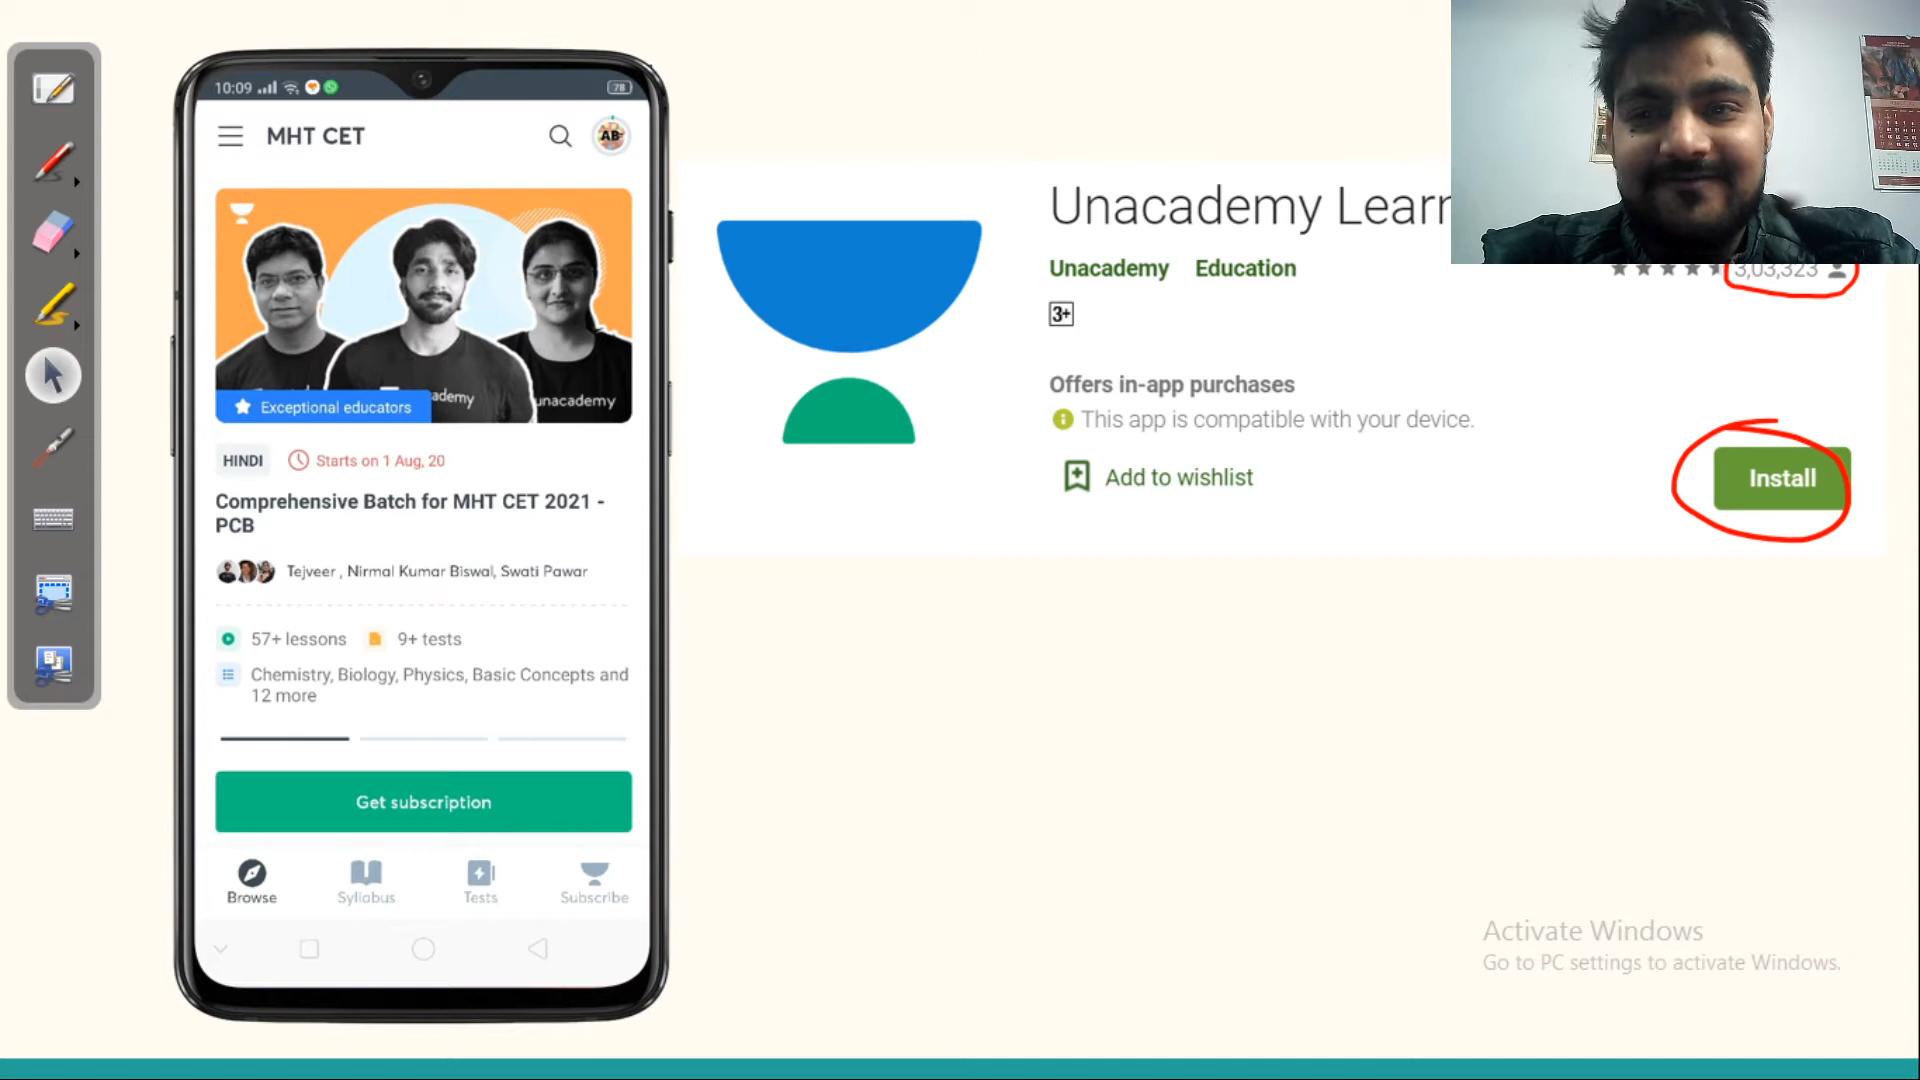 10:09
78
MHT CET
AB
ademy
unacademy
Exceptional educators
HINDI
Starts on 1 Aug, 20
Comprehensive Batch for MHT CET 2021 -
PCB
Tejveer , Nirmal Kumar Biswal, Swati Pawar
57+ lessons
9+ tests
Chemistry, Biology, Physics, Basic Concepts and
12 more
Get subscription
Browse
Syllabus
Tests
Subscribe
Unacademy Learn
Unacademy Education
3,03,323
3+
Offers in-app purchases
This app is compatible with your device.
Add to wishlist
Install
Activate Windows
Go to PC settings to activate Windows.